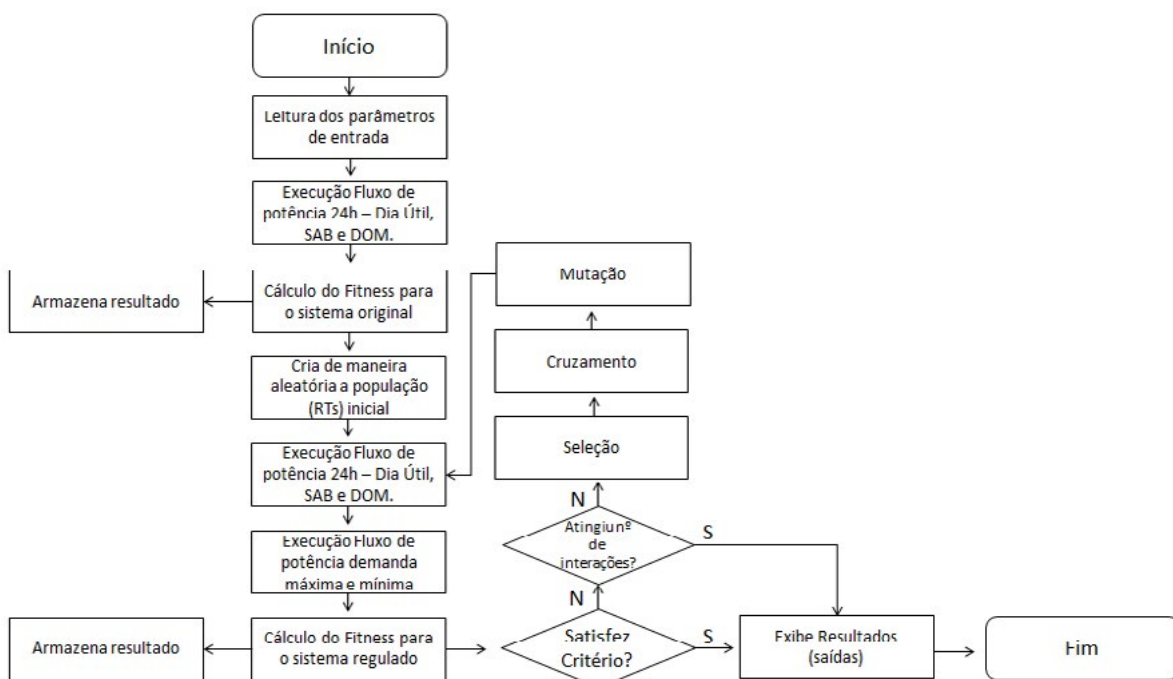 Início
Leitura dos parâmetros
de entrada
Execução Fluxo de
potência 24h – Dia Útil,
SAB e DOM.
Armazena resultado
Cálculo do Fitness para
o sistema original
Cria de maneira
aleatória a população
(RTs) inicial
Execução Fluxo de
potência 24h – Dia Útil,
SAB e DOM.
Execução Fluxo de
potência demanda
máxima e mínima
Armazena resultado
Cálculo do Fitness para
o sistema regulado
Satisfez
Critério?
N
S
Atingiu nº
de
interações?
N
S
Seleção
Cruzamento
Mutação
Exibe Resultados
(saídas)
Fim